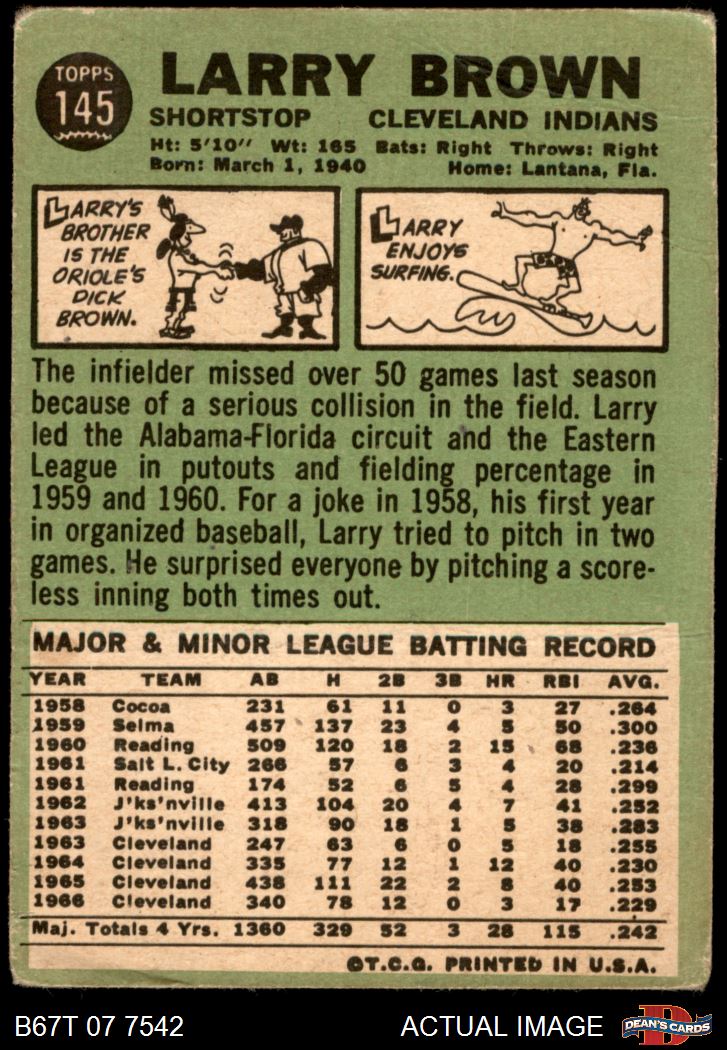 TOPPS
145
LARRY BROWN
SHORTSTOP CLEVELAND INDIANS
Ht: 5'10" Wt: 165 Bats: Right Throws: Right
Born: March 1, 1940 Home: Lantana, Fla.
LARRY'S
BROTHER
IS THE
ORIOLE'S
DICK
BROWN.
LARRY
ENJOYS
SURFING.
The infielder missed over 50 games last season
because of a serious collision in the field. Larry
led the Alabama-Florida circuit and the Eastern
League in putouts and fielding percentage in
1959 and 1960. For a joke in 1958, his first year
in organized baseball, Larry tried to pitch in two
games. He surprised everyone by pitching a score-
less inning both times out.
MAJOR & MINOR LEAGUE BATTING RECORD
YEAR TEAM AB H 2B 3B HR RBI AVG.
1958 Cocoa 231 61 11 0 3 27 .264
1959 Selma 457 137 23 4 5 50 .300
1960 Reading 509 120 18 2 15 68 .236
1961 Salt L. City 266 57 6 3 4 20 .214
1961 Reading 174 52 6 5 4 28 .299
1962 J'ks'nville 413 104 20 4 7 41 .252
1963 J'ks'nville 318 90 18 1 5 38 .283
1963 Cleveland 247 63 6 0 5 18 .255
1964 Cleveland 335 77 12 1 12 40 .230
1965 Cleveland 438 111 22 2 8 40 .253
1966 Cleveland 340 78 12 0 3 17 .229
Maj. Totals 4 Yrs. 1360 329 52 3 28 115 .242
©T.C.G. PRINTED IN U.S.A.
B67T 07 7542 ACTUAL IMAGE
DEAN'S CARDS